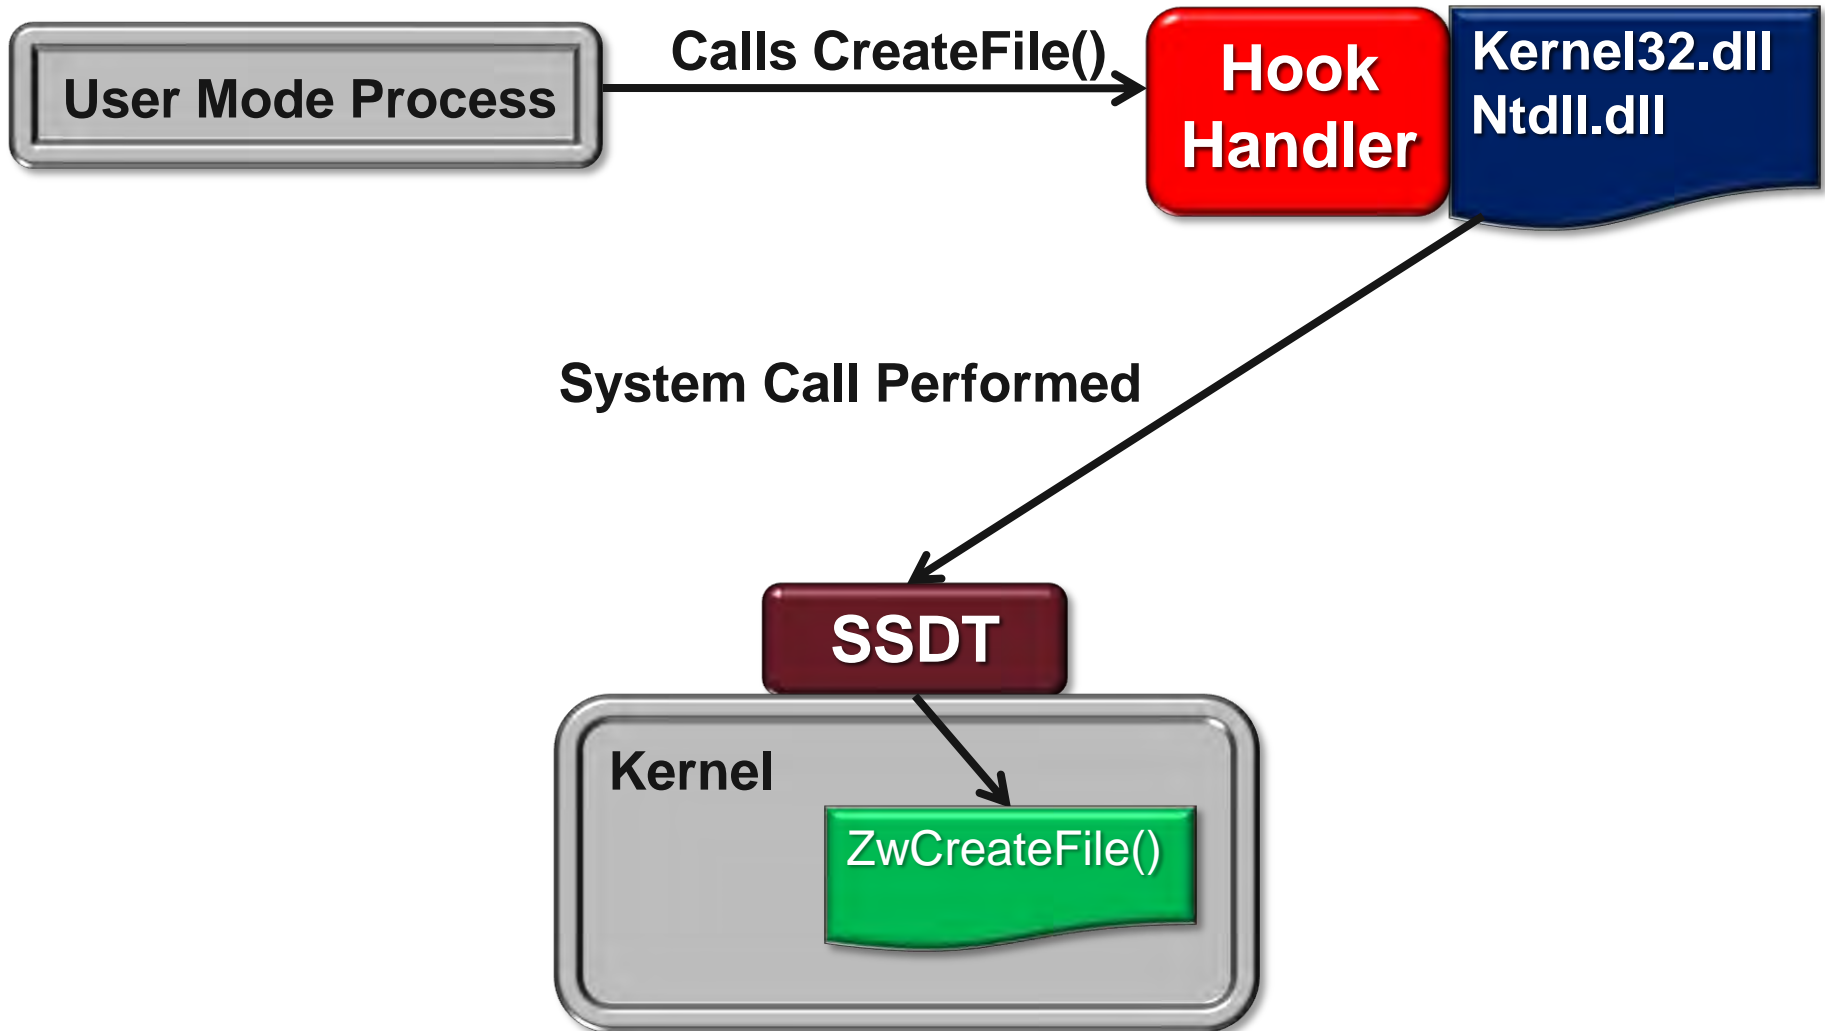 User Mode Process
Calls CreateFile()
Hook
Handler
Kernel32.dll
Ntdll.dll
System Call Performed
SSDT
Kernel
ZwCreateFile()